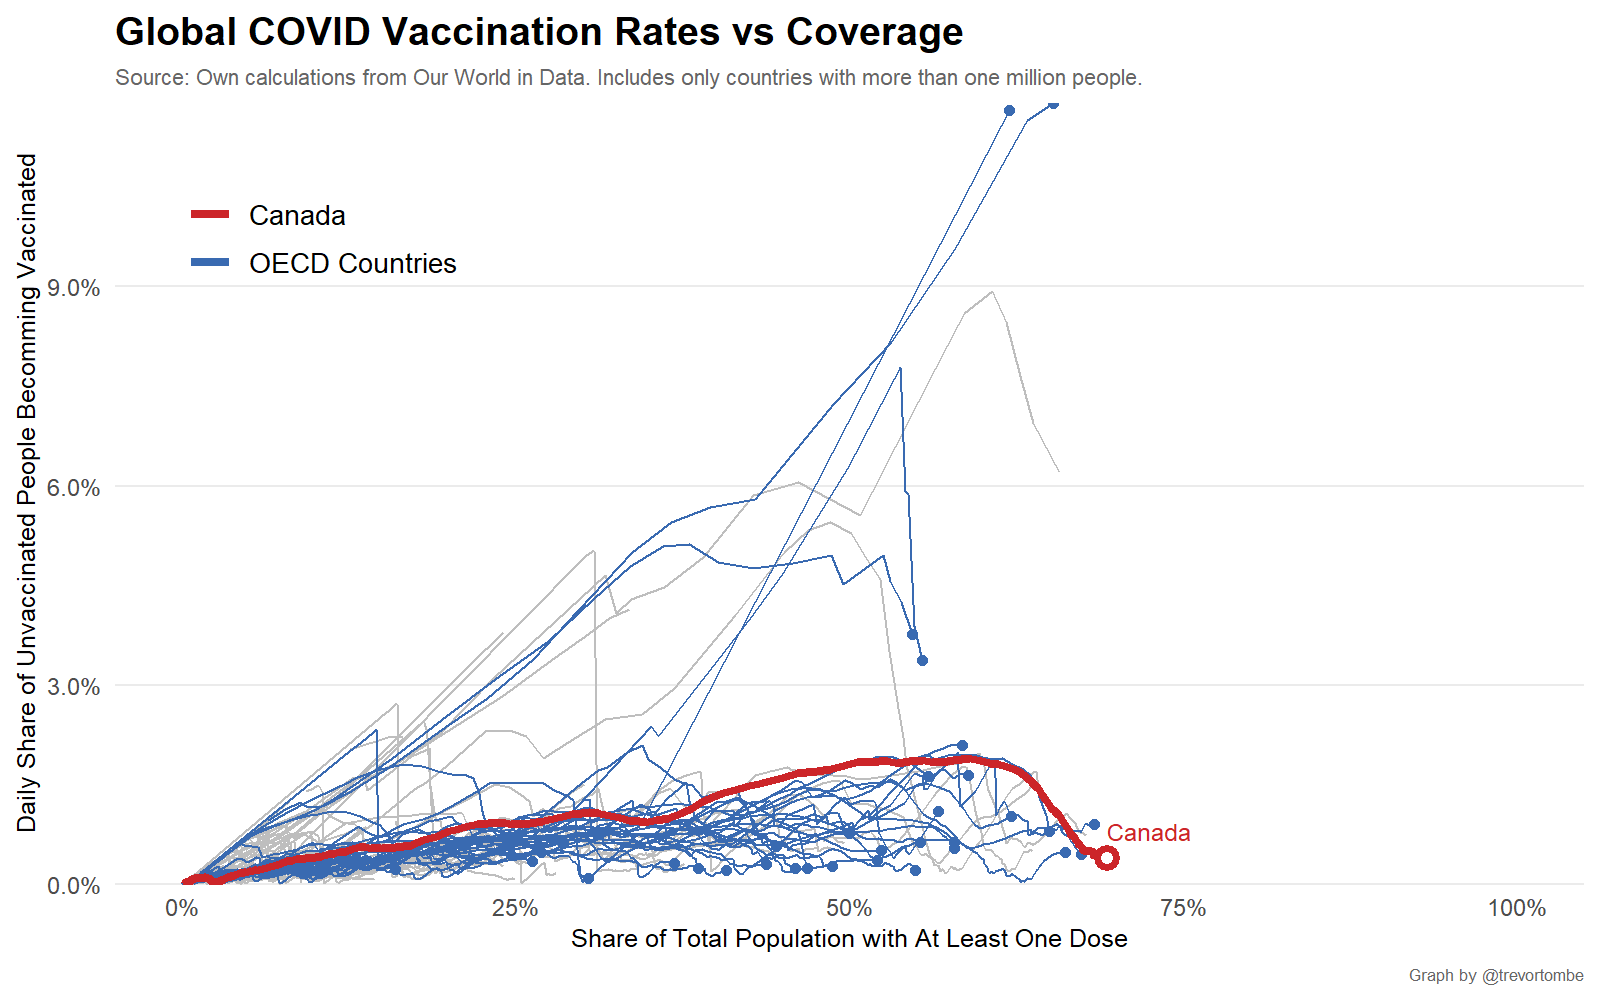 Global COVID Vaccination Rates vs Coverage
Source: Own calculations from Our World in Data. Includes only countries with more than one million people.
Daily Share of Unvaccinated People Becomming Vaccinated
Canada
OECD Countries
9.0%
6.0%
3.0%
0.0%
Canada
0%
25%
50%
75%
100%
Share of Total Population with At Least One Dose
Graph by @trevortombe